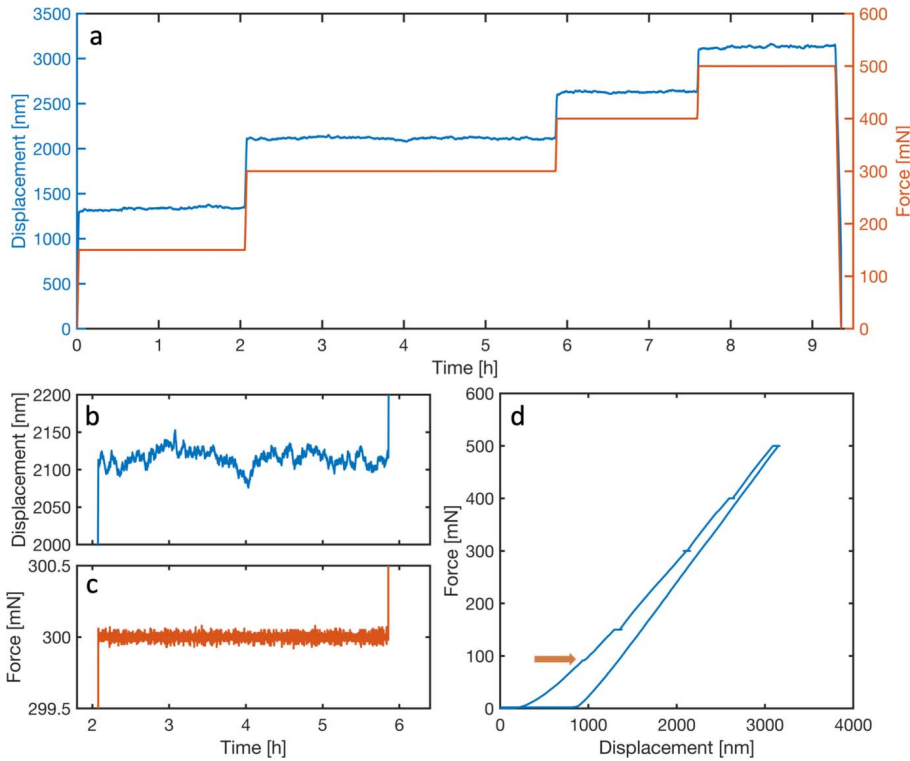 a
3500
3000
2500
2000
1500
1000
500
0
Displacement [nm]
600
500
400
300
200
100
0
Force [mN]
0 1 2 3 4 5 6 7 8 9
Time [h]
b
2200
2150
2100
2050
2000
Displacement [nm]
c
300.5
300
299.5
Force [mN]
2 3 4 5 6
Time [h]
d
600
500
400
300
200
100
0
Force [mN]
0 1000 2000 3000 4000
Displacement [nm]